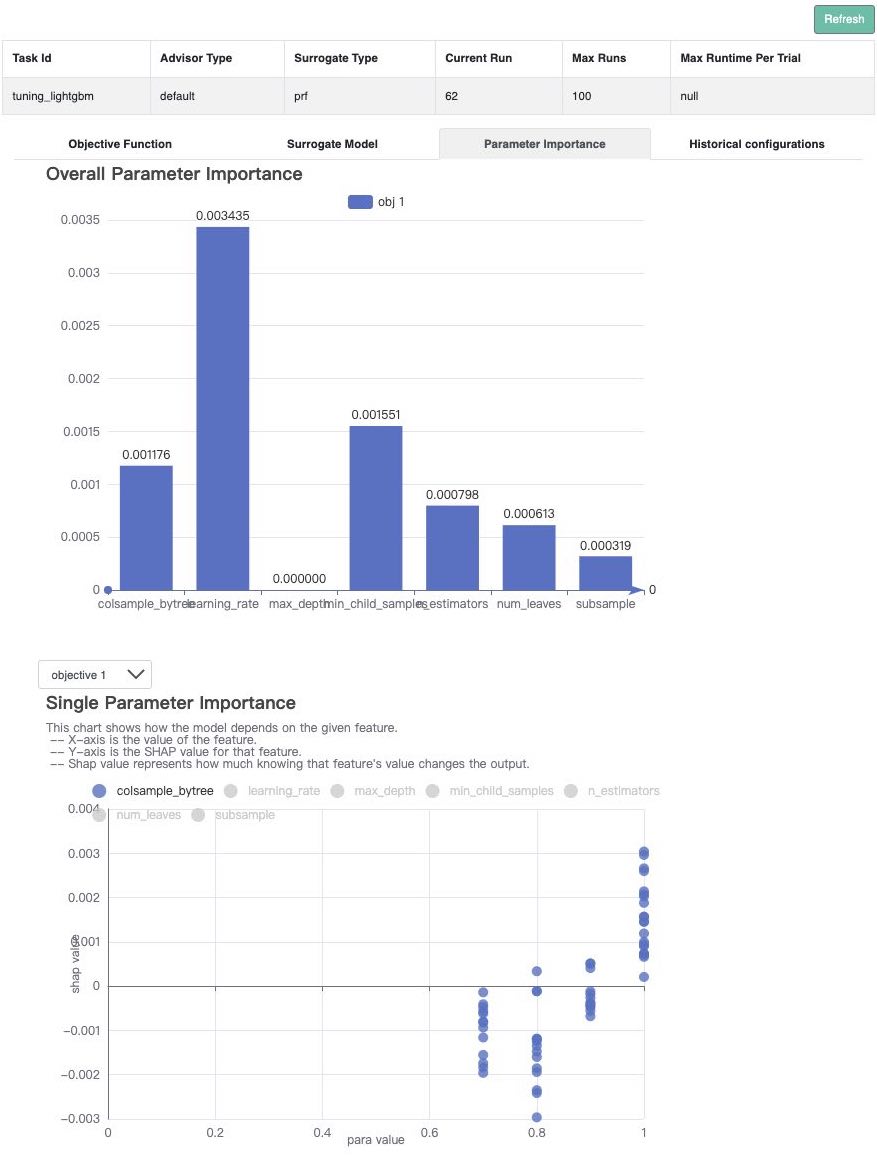 Refresh
Task Id Advisor Type Surrogate Type Current Run Max Runs Max Runtime Per Trial
tuning_lightgbm default prf 62 100 null
Objective Function Surrogate Model Parameter Importance Historical configurations
Overall Parameter Importance
obj 1
0.0035
0.003
0.0025
0.002
0.0015
0.001
0.0005
0
0.001176
0.003435
0.000000
0.001551
0.000798
0.000613
0.000319
0
colsample_bytree learning_rate max_depth min_child_samples n_estimators num_leaves subsample
objective 1
Single Parameter Importance
This chart shows how the model depends on the given feature.
-- X-axis is the value of the feature.
-- Y-axis is the SHAP value for that feature.
-- Shap value represents how much knowing that feature's value changes the output.
colsample_bytree learning_rate max_depth min_child_samples n_estimators
num_leaves subsample
0.004
0.003
0.002
0.001
0
-0.001
-0.002
-0.003
shap value
0 0.2 0.4 0.6 0.8 1
para value